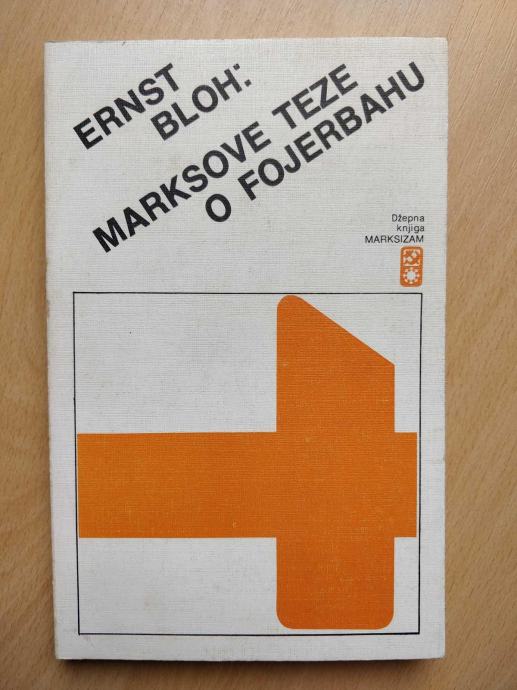 ERNST
BLOH:
MARKSOVE TEZE
O FOJERBAHU
Džepna
knjiga
MARKSIZAM